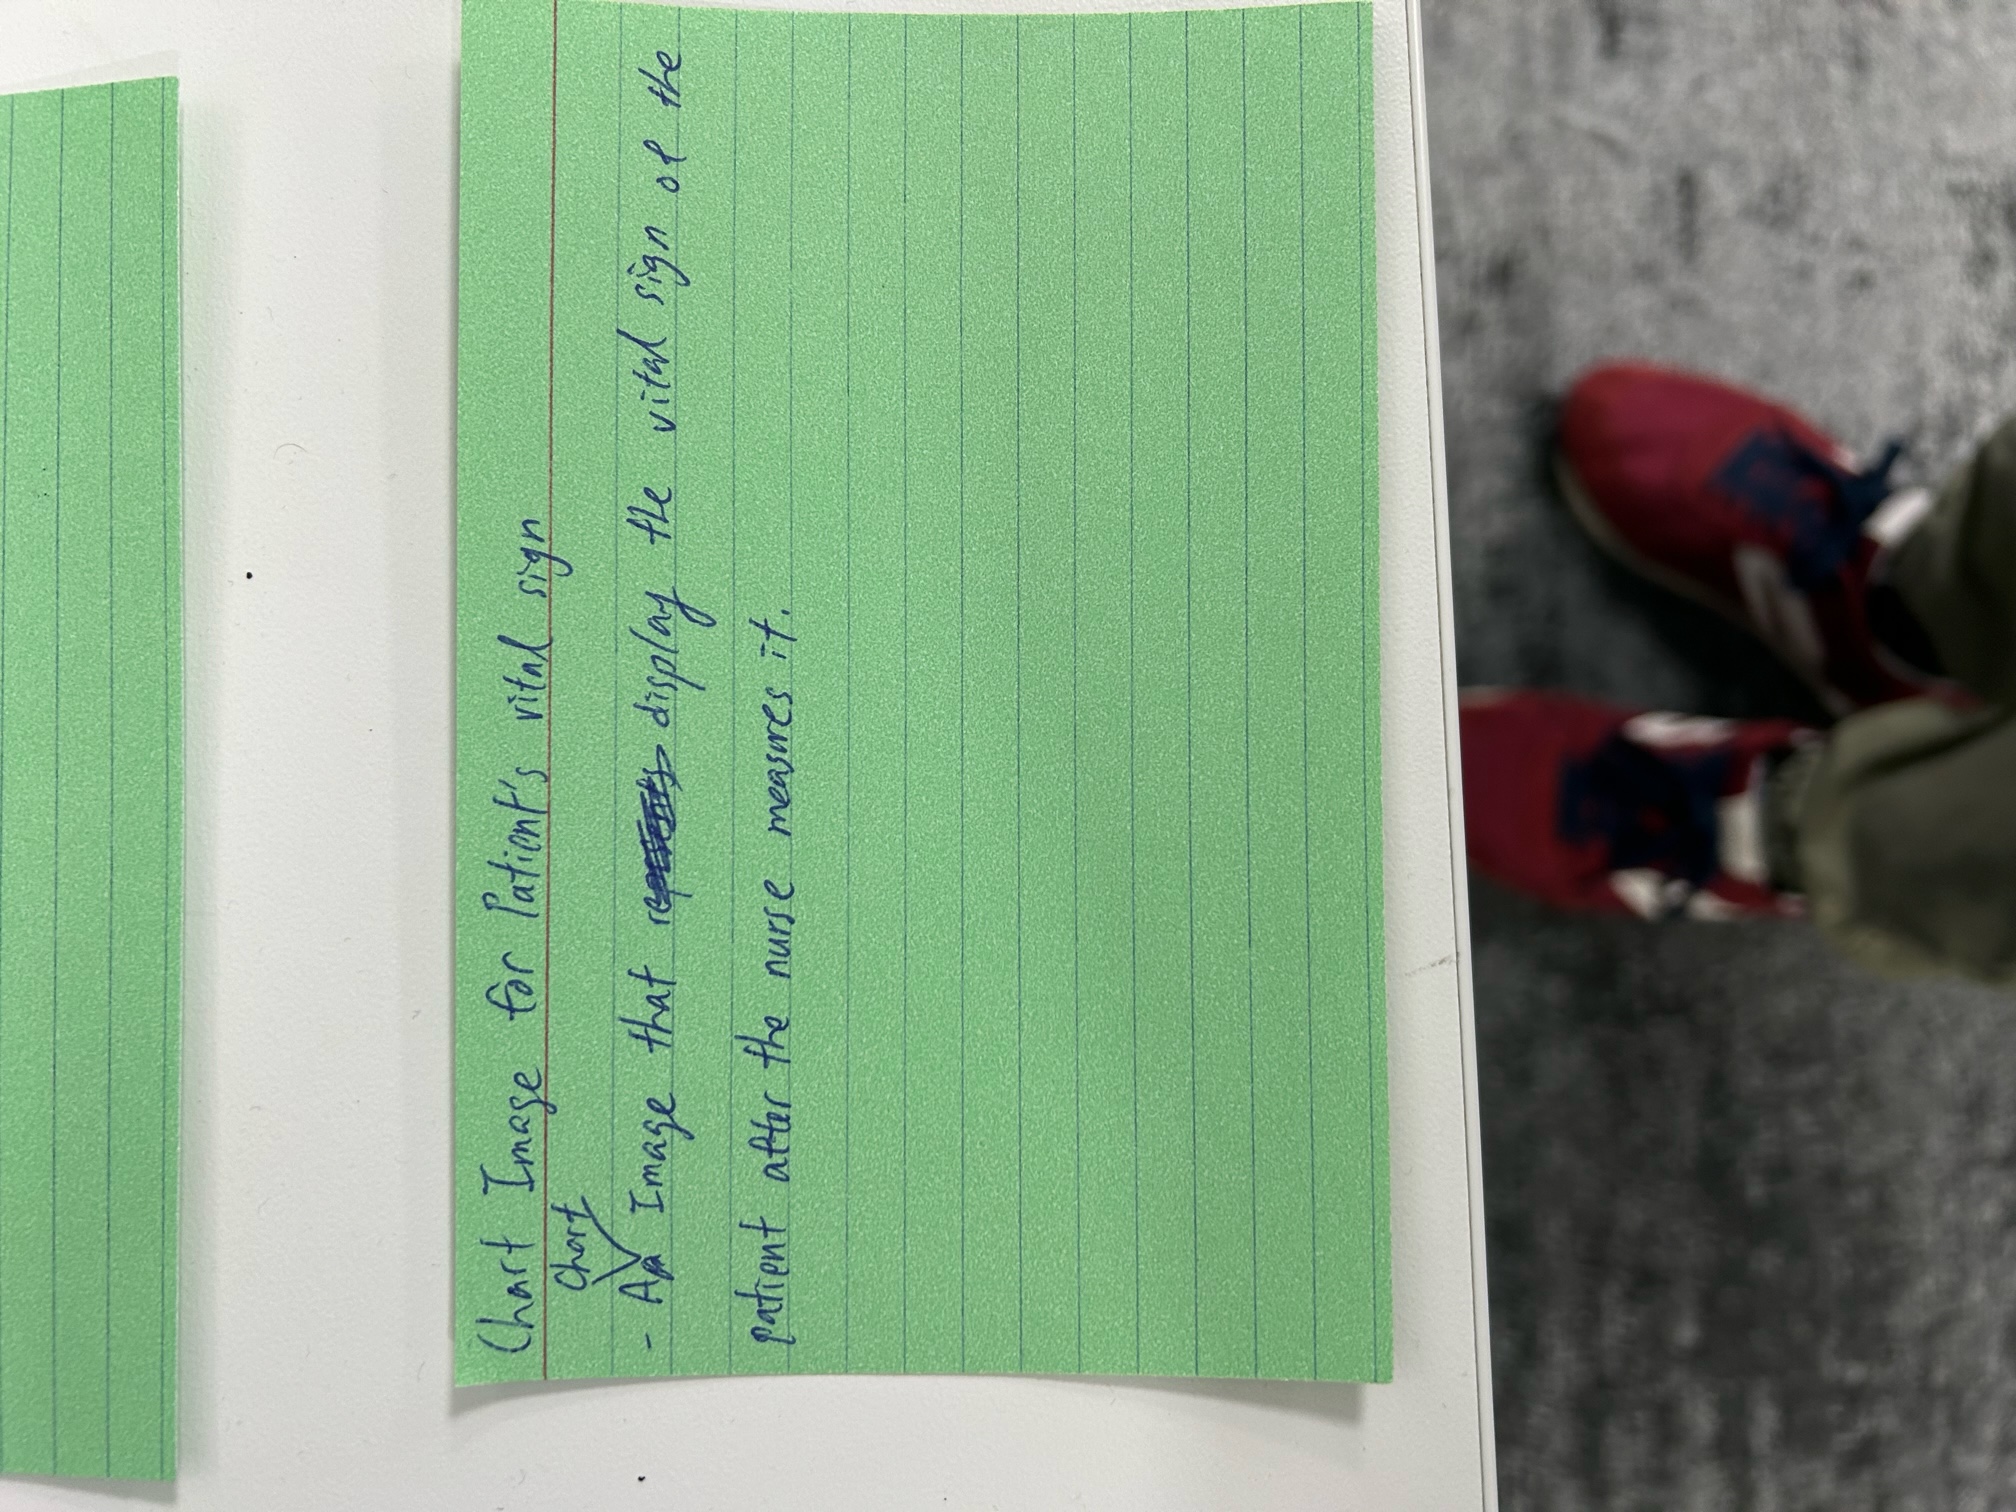 Chart Image for Patient's vital sign
Chart
- A Image that display the vital sign of the
patient after the nurse measures it.